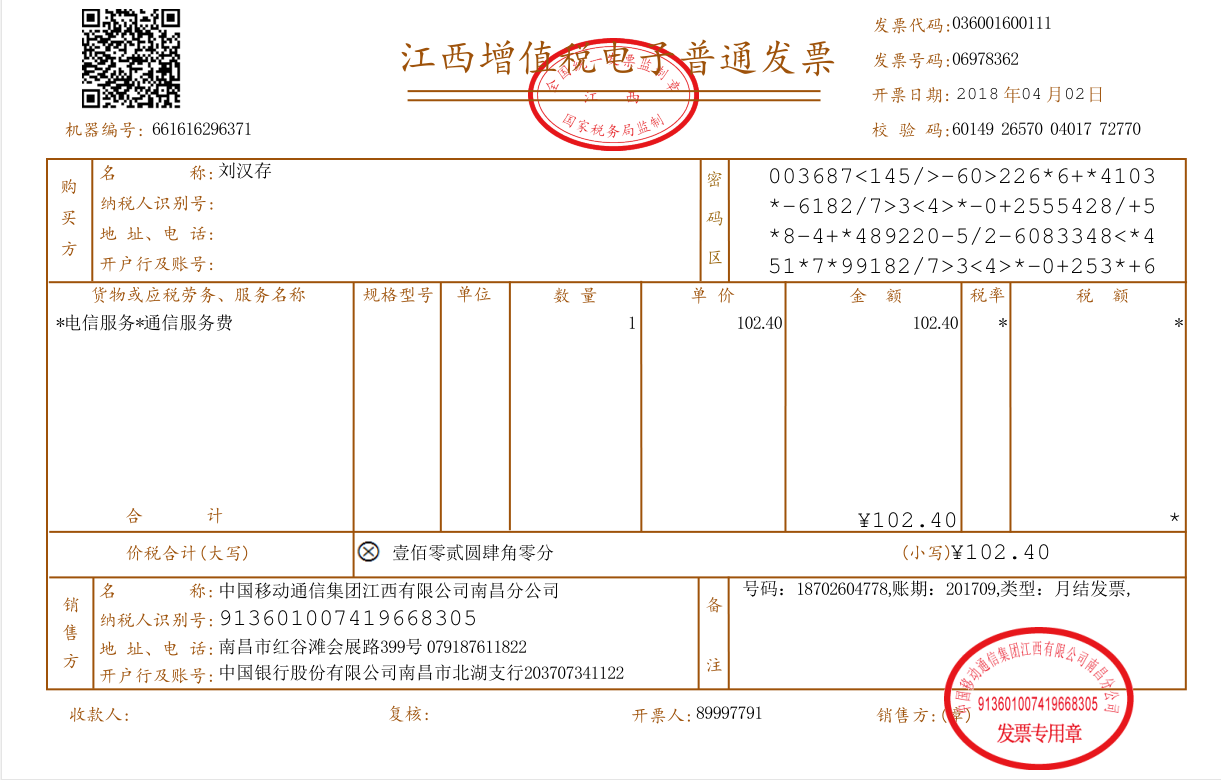 江西增值税电子普通发票
全国统一发票监制章
江 西
国家税务局监制
发票代码:036001600111
发票号码:06978362
开票日期: 2018 年04 月02日
机器编号: 661616296371
校 验 码:60149 26570 04017 72770
购买方
名 称: 刘汉存
纳税人识别号:
地 址、电 话:
开户行及账号:
密码区
003687<145/>-60>226*6+*4103
*-6182/7>3<4>*-0+2555428/+5
*8-4+*489220-5/2-6083348<*4
51*7*99182/7>3<4>*-0+253*+6
货物或应税劳务、服务名称 规格型号 单位 数 量 单 价 金 额 税率 税 额
*电信服务*通信服务费 1 102.40 102.40 * *
合 计 ¥102.40 *
价税合计(大写) ⊗ 壹佰零贰圆肆角零分 (小写)¥102.40
销售方
名 称: 中国移动通信集团江西有限公司南昌分公司
纳税人识别号: 913601007419668305
地 址、电 话: 南昌市红谷滩会展路399号 079187611822
开户行及账号: 中国银行股份有限公司南昌市北湖支行203707341122
备注
号码：18702604778,账期：201709,类型：月结发票,
收款人: 复核: 开票人: 89997791 销售方:(章)
中国移动通信集团江西有限公司南昌分公司
913601007419668305
发票专用章